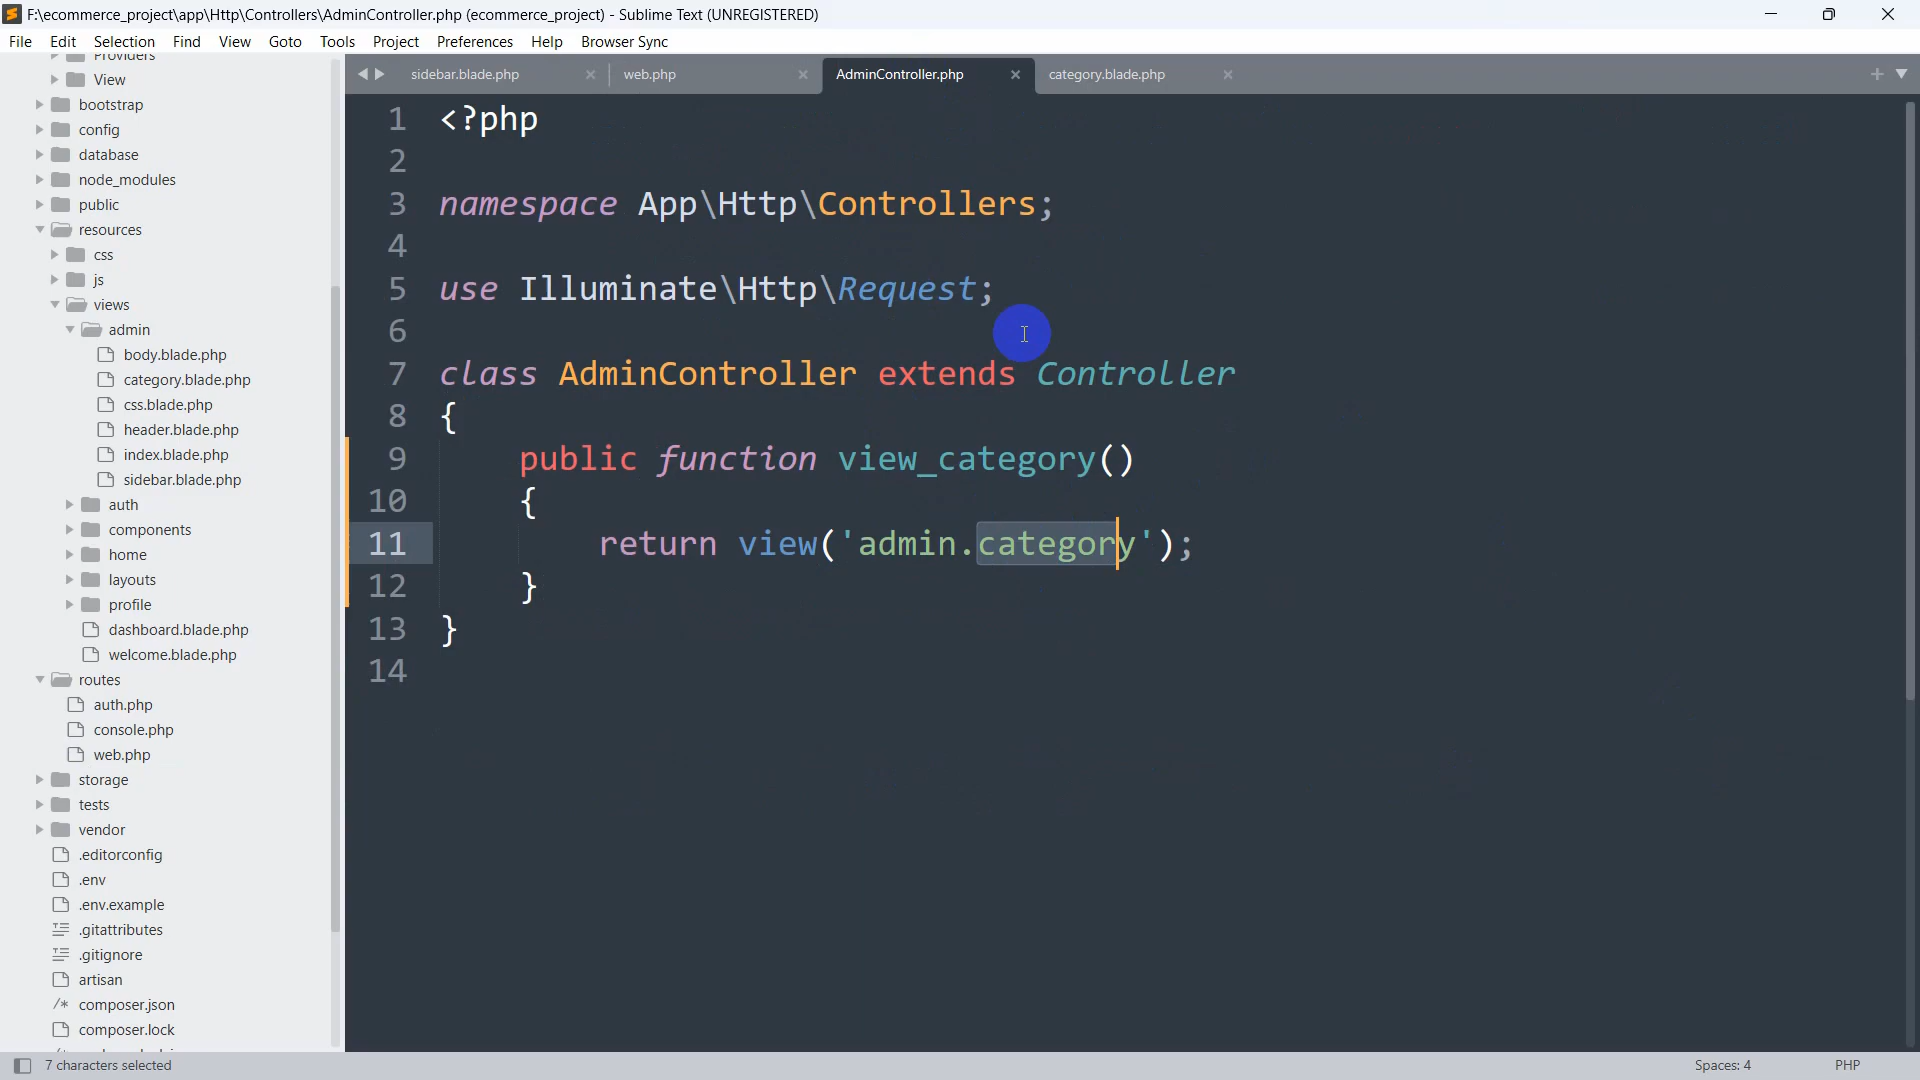 F:\ecommerce_project\app\Http\Controllers\AdminController.php (ecommerce_project) - Sublime Text (UNREGISTERED)
File Edit Selection Find View Goto Tools Project Preferences Help Browser Sync
Providers
View
bootstrap
config
database
node_modules
public
resources
css
js
views
admin
body.blade.php
category.blade.php
css.blade.php
header.blade.php
index.blade.php
sidebar.blade.php
auth
components
home
layouts
profile
dashboard.blade.php
welcome.blade.php
routes
auth.php
console.php
web.php
storage
tests
vendor
.editorconfig
.env
.env.example
.gitattributes
.gitignore
artisan
/* composer.json
composer.lock
sidebar.blade.php × web.php × AdminController.php × category.blade.php ×
1 <?php
2
3 namespace App\Http\Controllers;
4
5 use Illuminate\Http\Request;
6
7 class AdminController extends Controller
8 {
9 public function view_category()
10 {
11 return view('admin.category');
12 }
13 }
14
7 characters selected
Spaces: 4
PHP